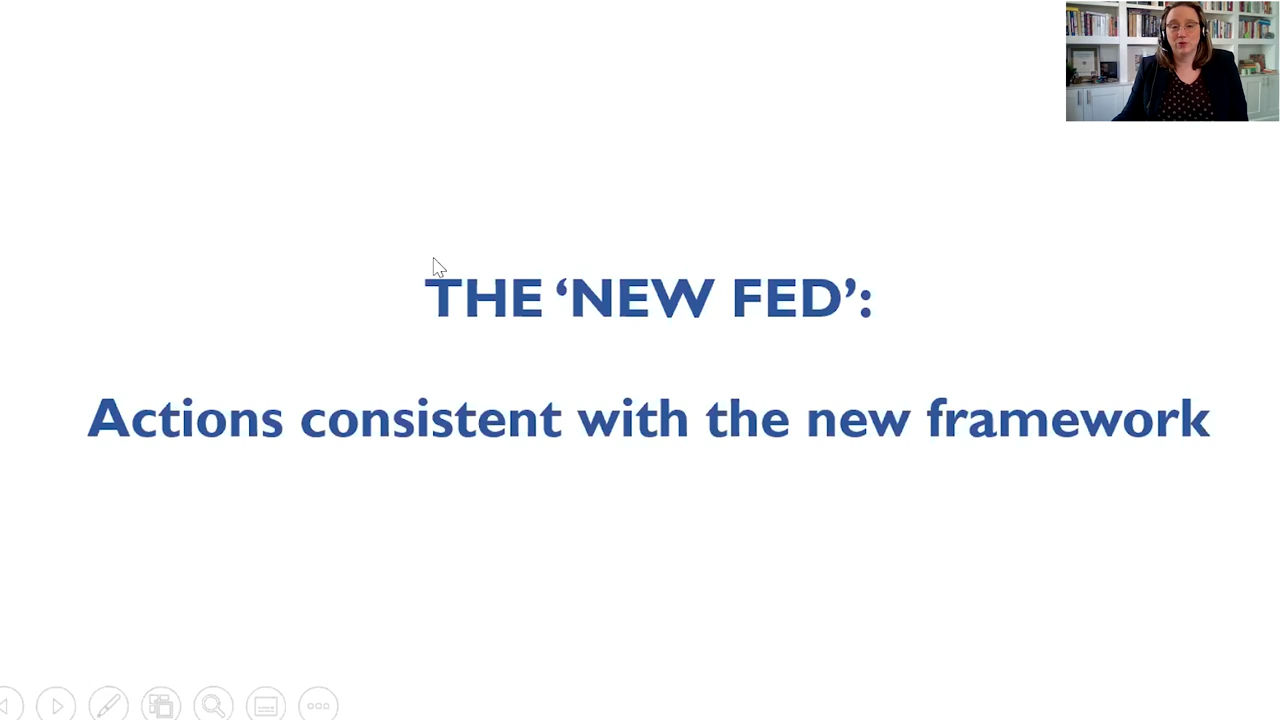 THE ‘NEW FED’:
Actions consistent with the new framework